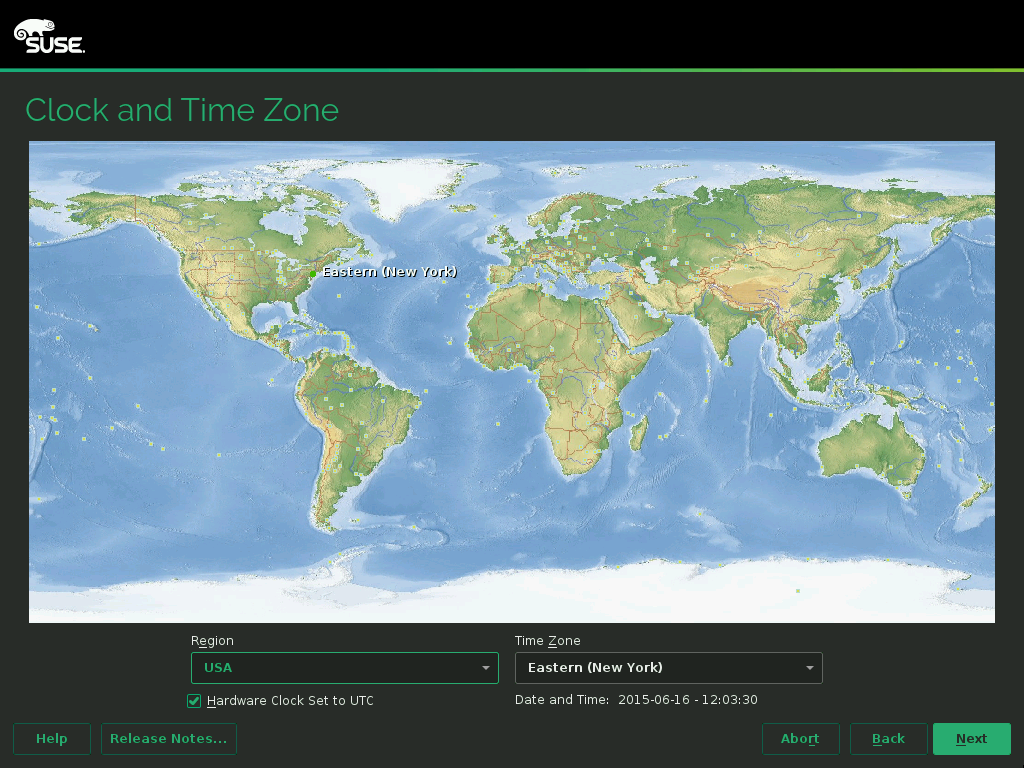 SUSE.
Clock and Time Zone
Eastern (New York)
Region
Time Zone
USA
Eastern (New York)
Hardware Clock Set to UTC
Date and Time: 2015-06-16 - 12:03:30
Help
Release Notes...
Abort
Back
Next